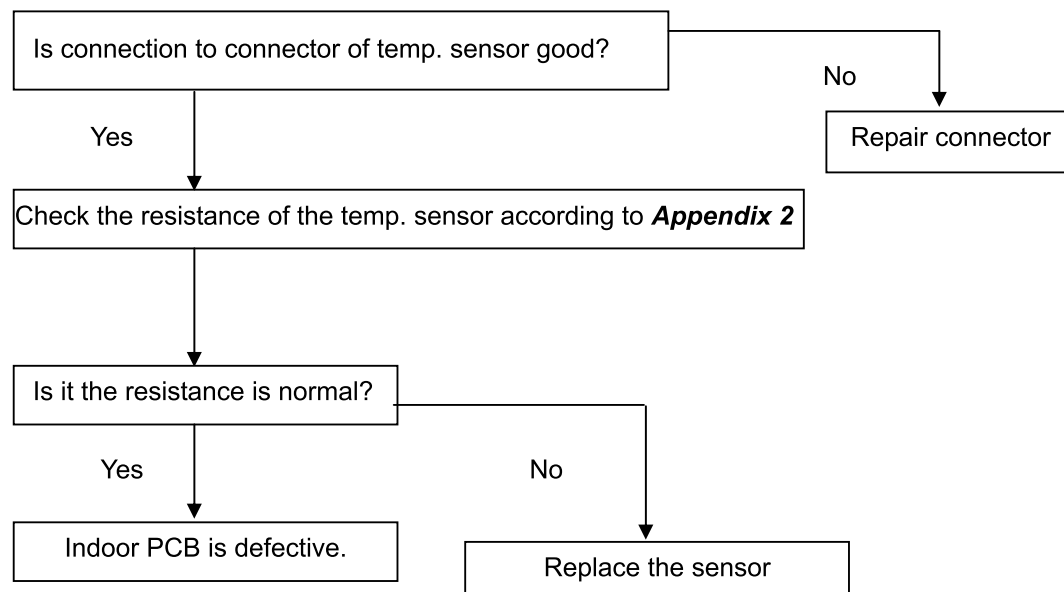 Is connection to connector of temp. sensor good?
No
Yes
Repair connector
Check the resistance of the temp. sensor according to Appendix 2
Is it the resistance is normal?
Yes
No
Indoor PCB is defective.
Replace the sensor